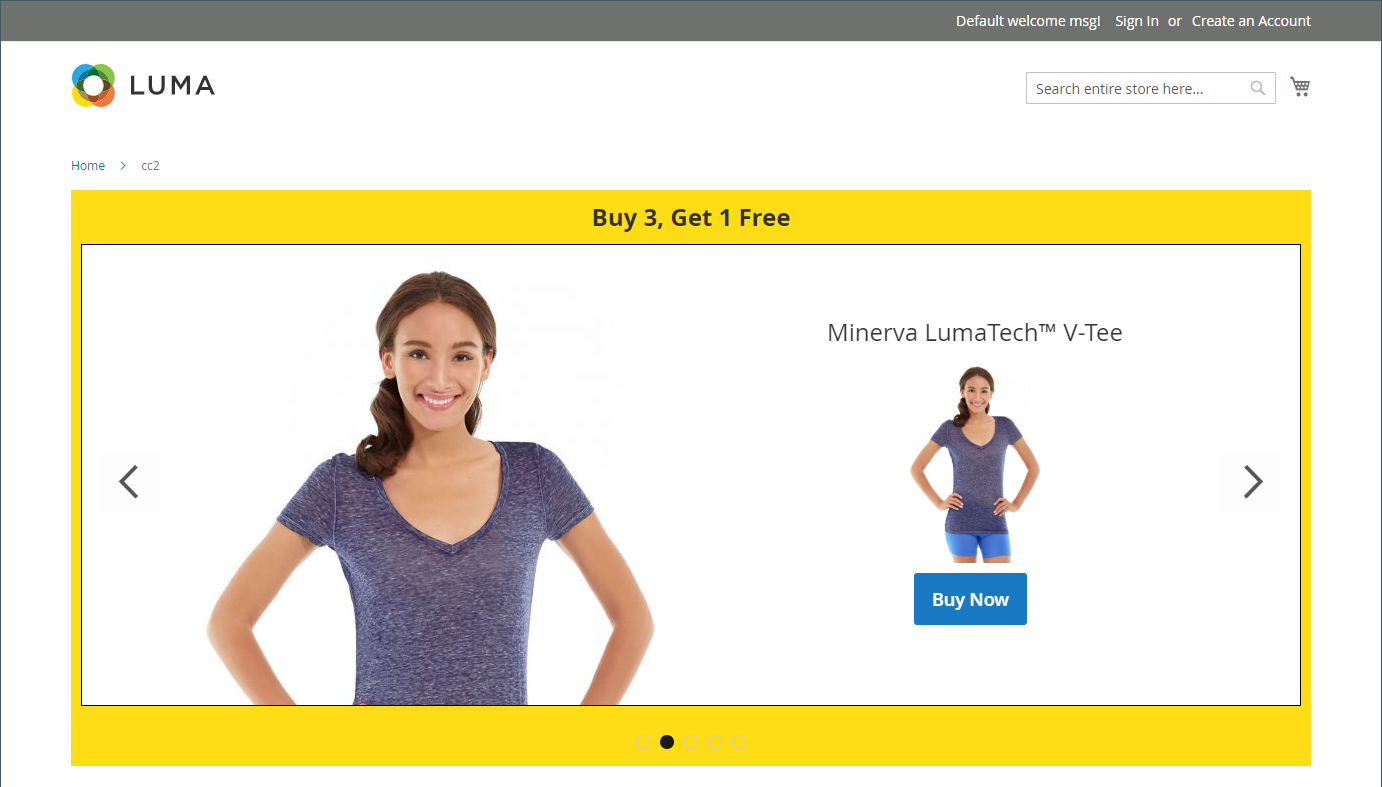 Default welcome msg! Sign In or Create an Account
LUMA
Search entire store here...
Home > cc2
Buy 3, Get 1 Free
Minerva LumaTech™ V-Tee
Buy Now